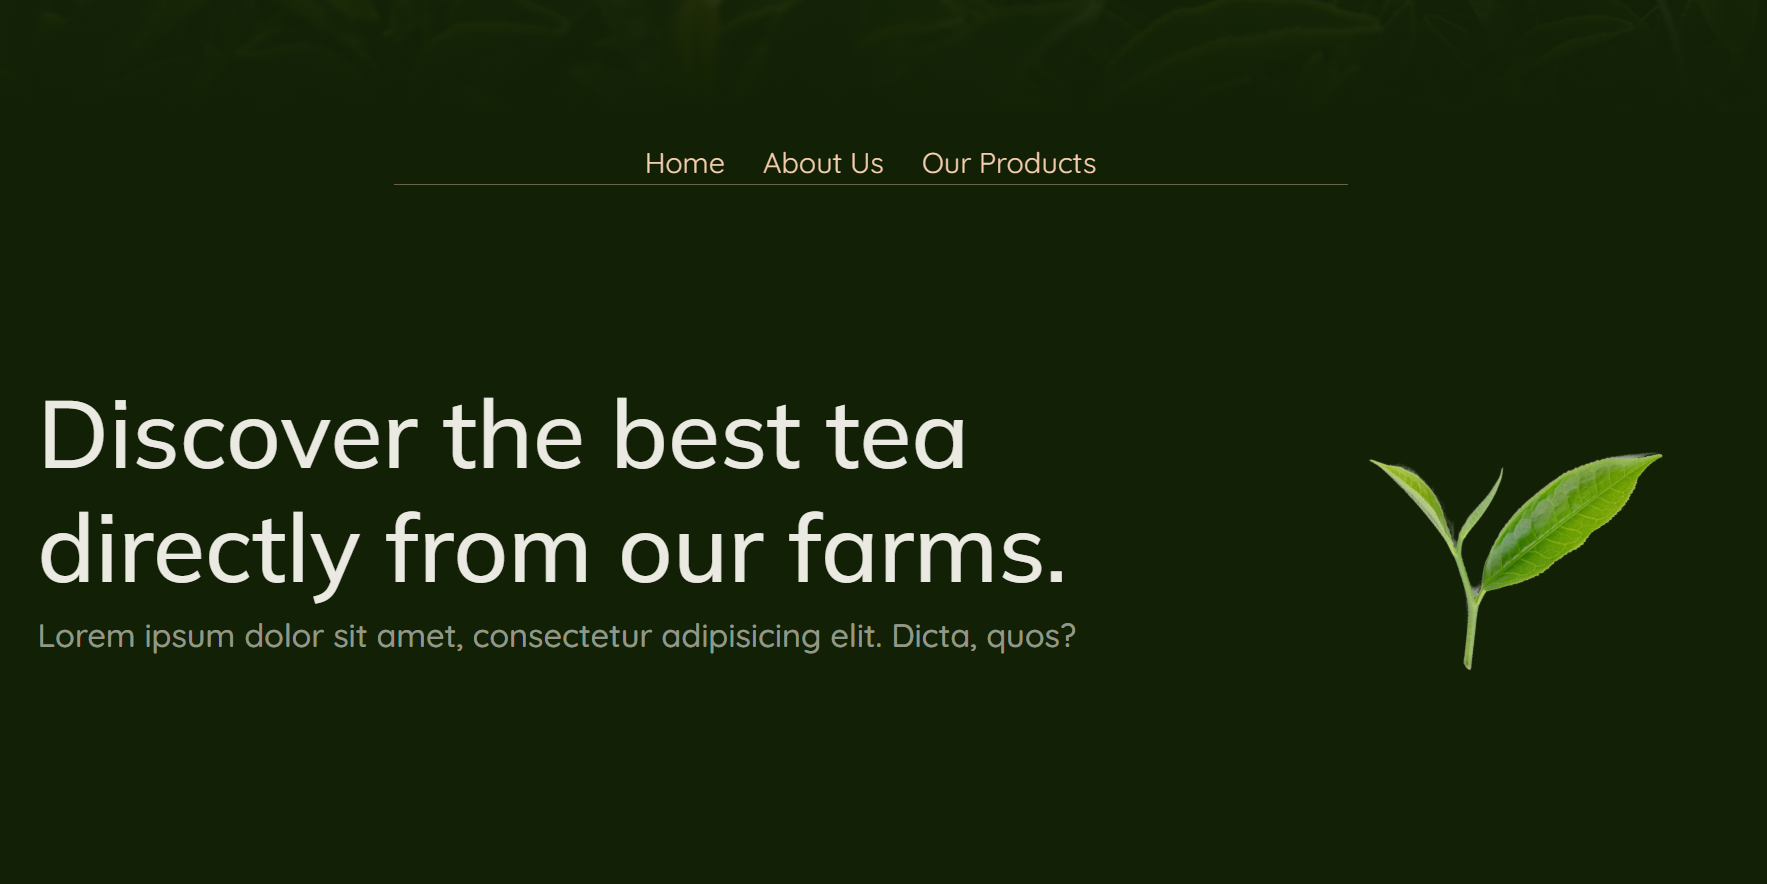 Home About Us Our Products
Discover the best tea
directly from our farms.
Lorem ipsum dolor sit amet, consectetur adipisicing elit. Dicta, quos?